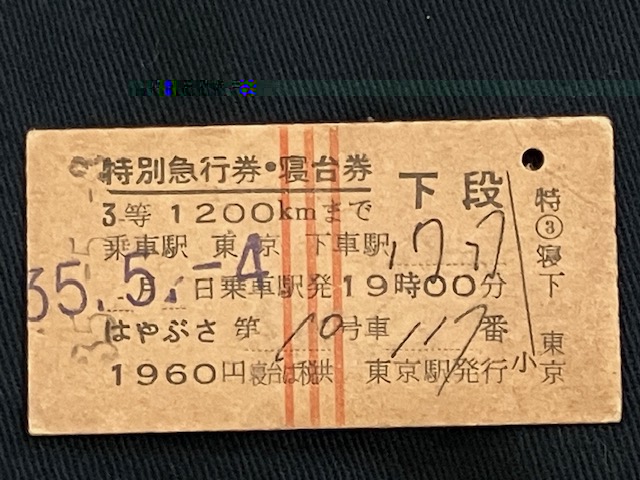 特別急行券・寝台券 下段
3等 1200kmまで
乗車駅 東京 下車駅
35.5.-4
月 日乗車駅発19時00分
はやぶさ 第10号車117番
1960円寝台は税共 東京駅発行
小
特③寝下 東京